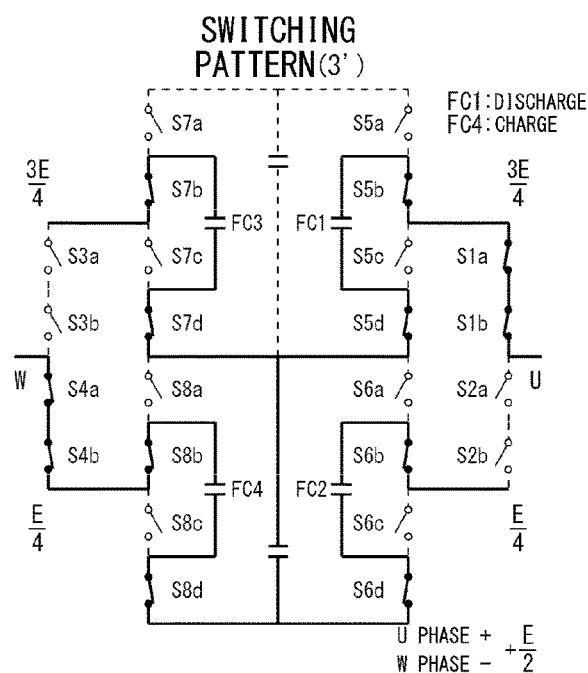 SWITCHING
PATTERN(3')
FC1:DISCHARGE
FC4:CHARGE
S7a
S5a
3E
4
S7b
S5b
3E
4
FC3
FC1
S3a
S7c
S5c
S1a
S3b
S7d
S5d
S1b
W
S4a
S8a
S6a
S2a
U
S4b
S8b
S6b
S2b
FC4
FC2
E
4
S8c
S6c
E
4
S8d
S6d
U PHASE +
W PHASE -
+E
2